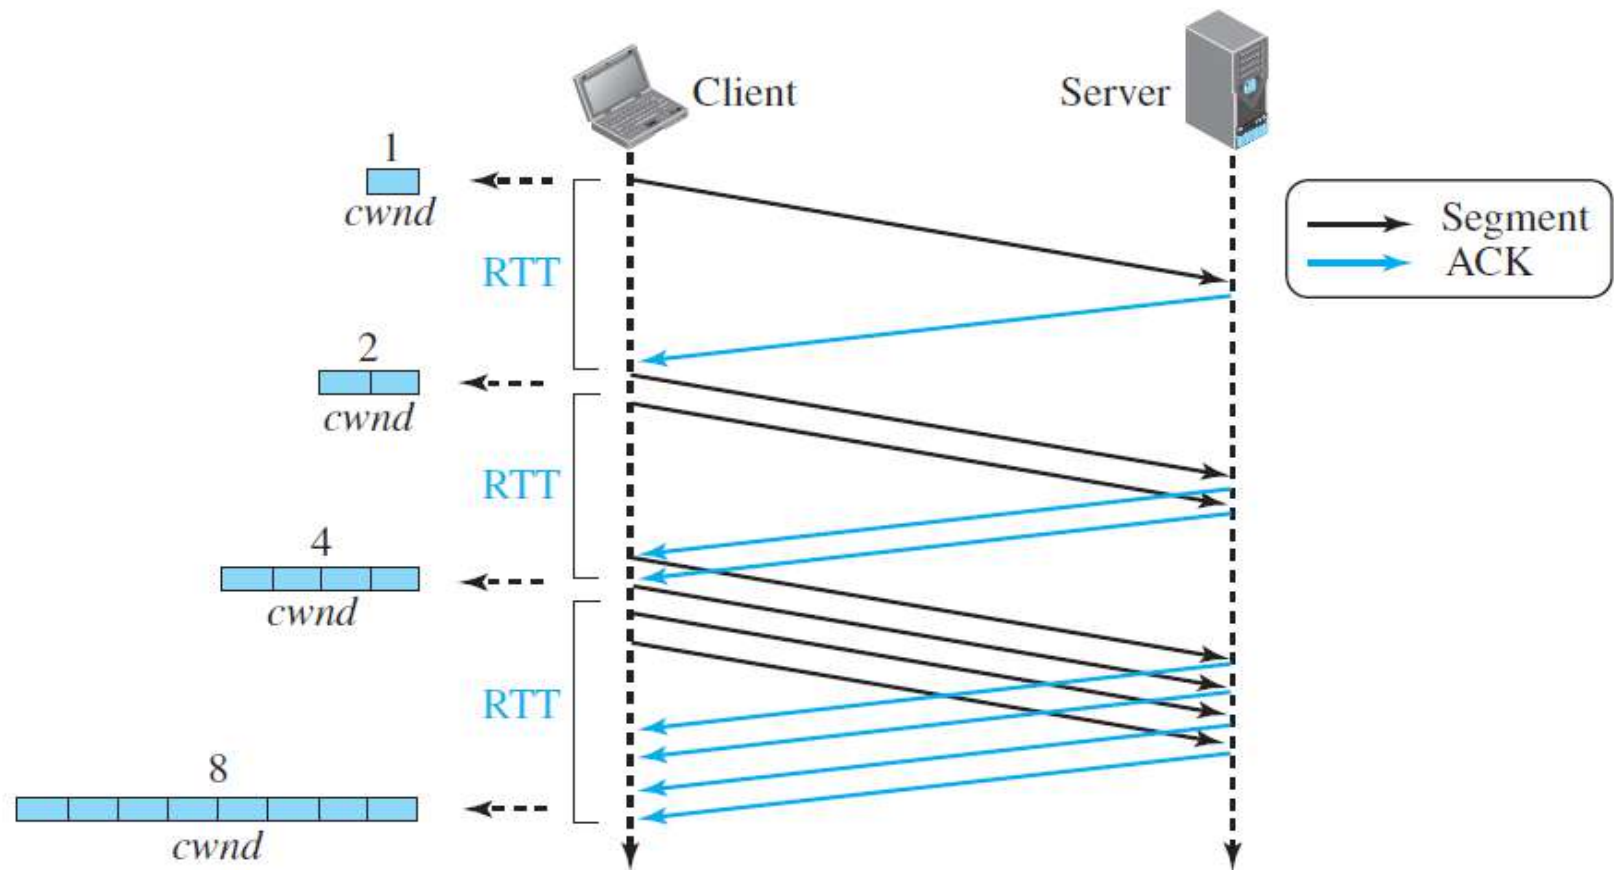 Client
Server
1
cwnd
RTT
Segment
ACK
2
cwnd
RTT
4
cwnd
RTT
8
cwnd